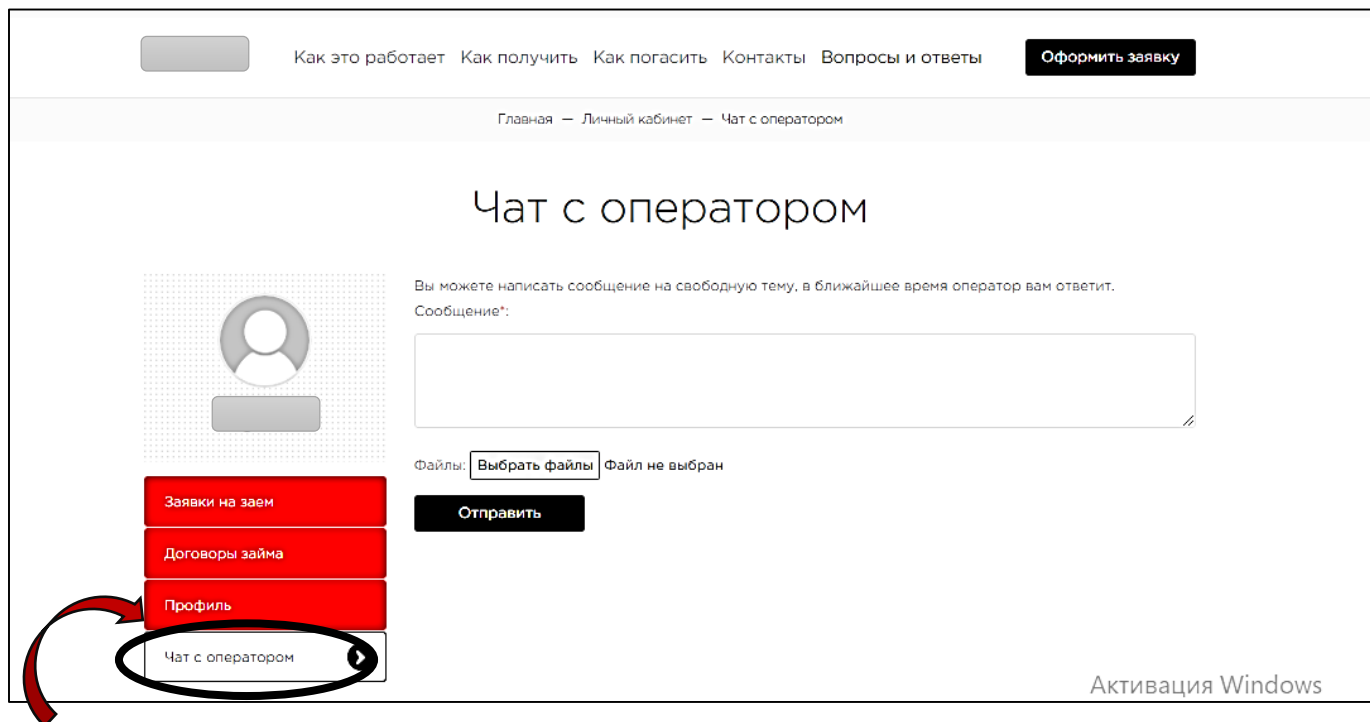 Как это работает Как получить Как погасить Контакты Вопросы и ответы Оформить заявку
Главная — Личный кабинет — Чат с оператором
Чат с оператором
Вы можете написать сообщение на свободную тему, в ближайшее время оператор вам ответит.
Сообщение*:
Файлы: Выбрать файлы Файл не выбран
Отправить
Заявки на заем
Договоры займа
Профиль
Чат с оператором
Активация Windows